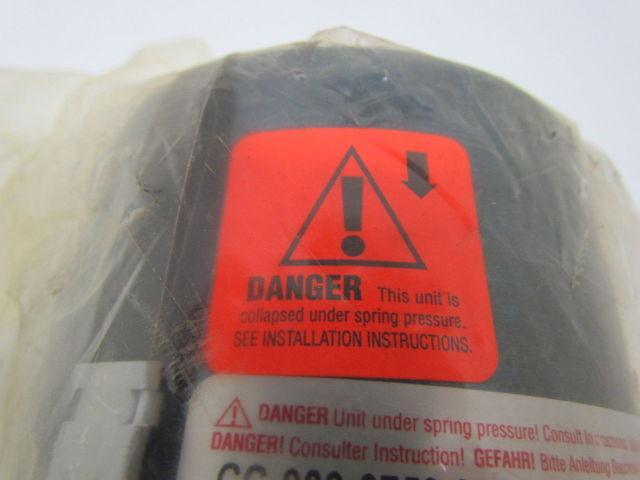 DANGER This unit is
collapsed under spring pressure.
SEE INSTALLATION INSTRUCTIONS.
DANGER Unit under spring pressure! Consult
DANGER! Consulter Instruction! GEFAHR! Bitte Anleitung